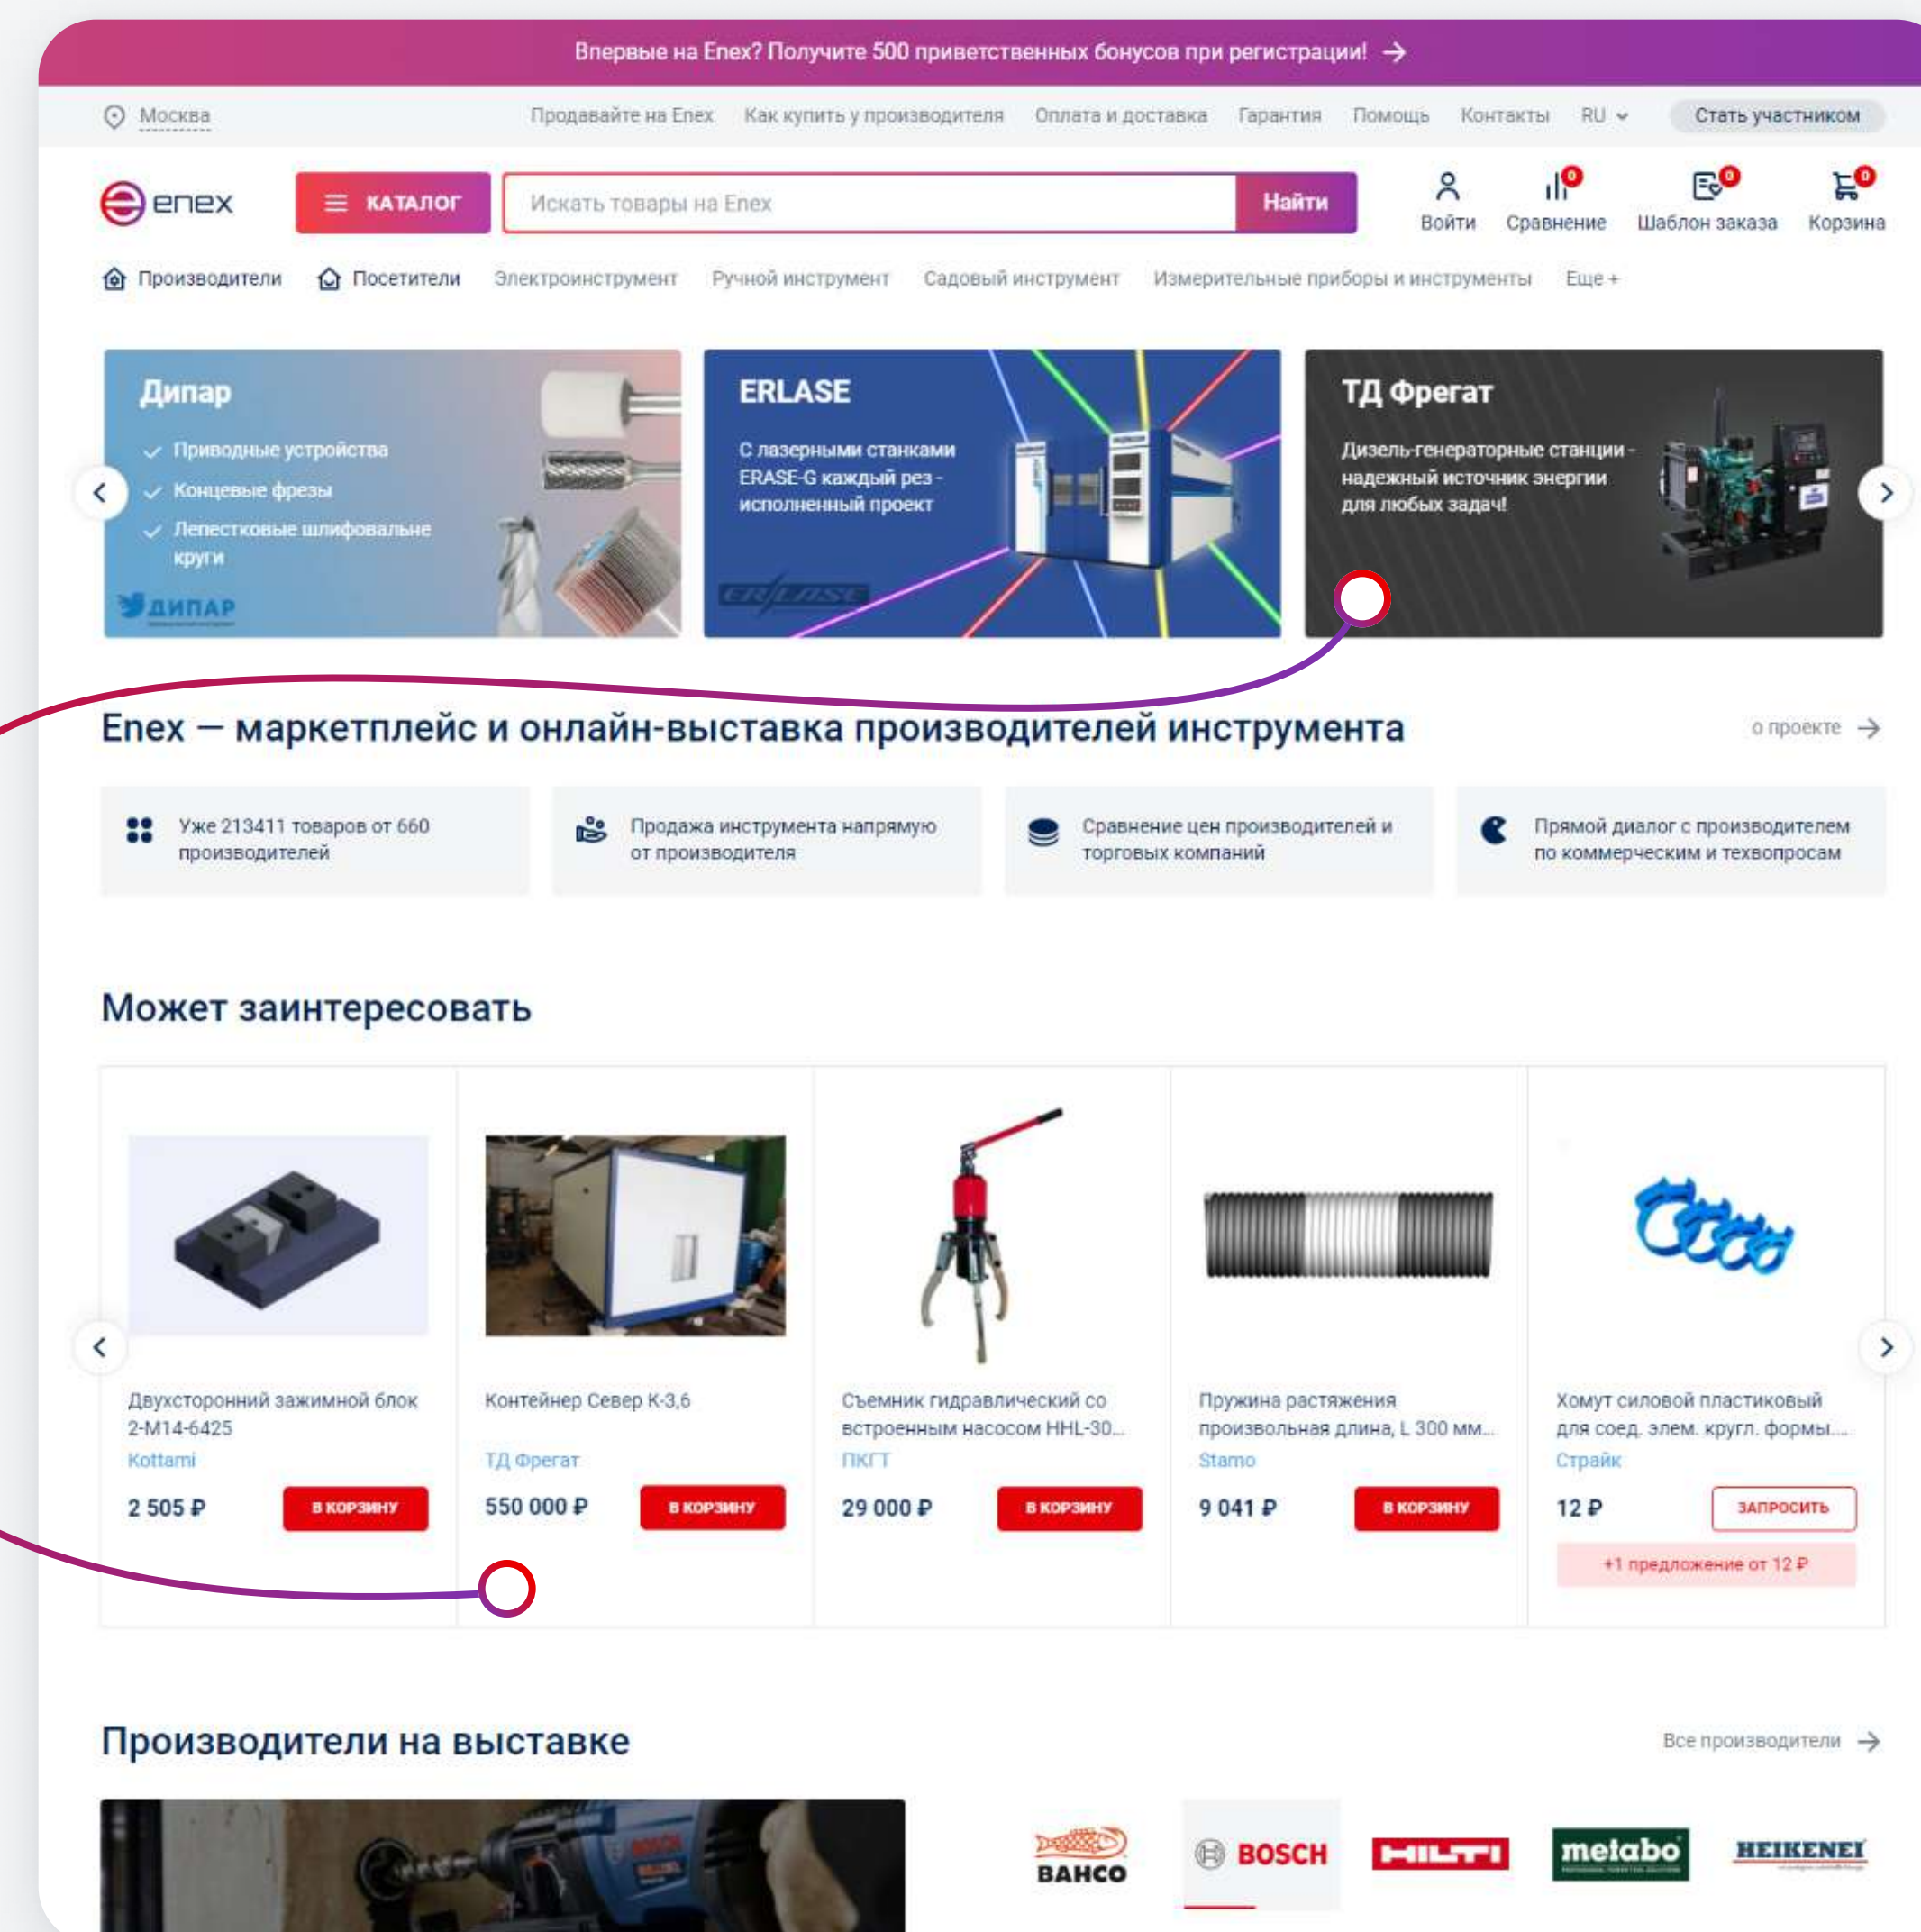 Впервые на Enex? Получите 500 приветственных бонусов при регистрации! →
Москва
Продавайте на Enex
Как купить у производителя
Оплата и доставка
Гарантия
Помощь
Контакты
RU
Стать участником
enex
КАТАЛОГ
Искать товары на Enex
Найти
Войти
0
Сравнение
0
Шаблон заказа
0
Корзина
Производители
Посетители
Электроинструмент
Ручной инструмент
Садовый инструмент
Измерительные приборы и инструменты
Еще +
Дипар
Приводные устройства
Концевые фрезы
Лепестковые шлифовальне
круги
ДИПАР
ERLASE
С лазерными станками
ERASE-G каждый рез -
исполненный проект
ERLASE
ТД Фрегат
Дизель-генераторные станции -
надежный источник энергии
для любых задач!
Enex — маркетплейс и онлайн-выставка производителей инструмента
о проекте →
Уже 213411 товаров от 660
производителей
Продажа инструмента напрямую
от производителя
Сравнение цен производителей и
торговых компаний
Прямой диалог с производителем
по коммерческим и техвопросам
Может заинтересовать
Двухсторонний зажимной блок
2-М14-6425
Kottami
2 505 ₽
В КОРЗИНУ
Контейнер Север К-3,6
ТД Фрегат
550 000 ₽
В КОРЗИНУ
Съемник гидравлический со
встроенным насосом HHL-30...
ПКГТ
29 000 ₽
В КОРЗИНУ
Пружина растяжения
произвольная длина, L 300 мм...
Stamo
9 041 ₽
В КОРЗИНУ
Хомут силовой пластиковый
для соед. элем. кругл. формы....
Страйк
12 ₽
ЗАПРОСИТЬ
+1 предложение от 12 ₽
Производители на выставке
Все производители →
BOSCH
BAHCO
BOSCH
HILTI
metabo
HEIKENEI